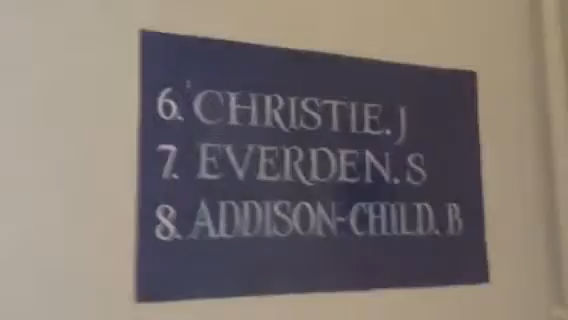 6. CHRISTIE. J
7. EVERDEN. S
8. ADDISON-CHILD. B